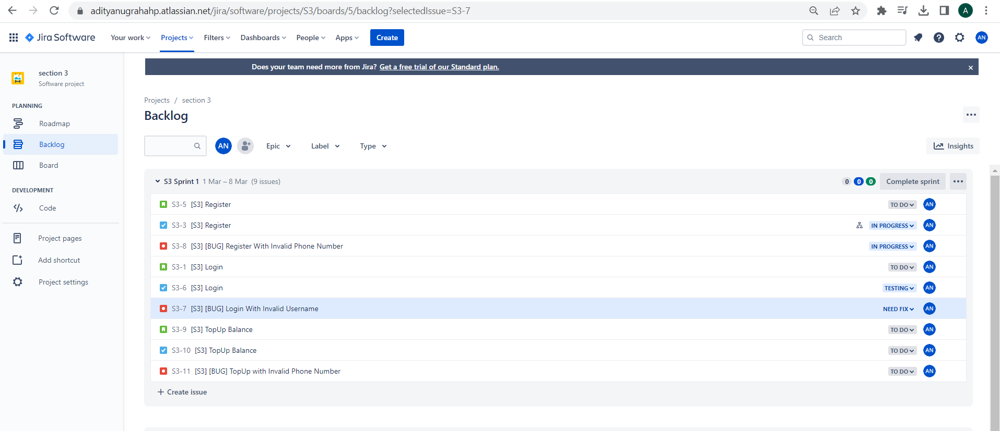 adityanugrahahp.atlassian.net/jira/software/projects/S3/boards/5/backlog?selectedIssue=S3-7
A
Jira Software Your work Projects Filters Dashboards People Apps Create Search AN
Does your team need more from Jira? Get a free trial of our Standard plan.
section 3
Software project
PLANNING
Roadmap
Backlog
Board
DEVELOPMENT
Code
Project pages
Add shortcut
Project settings
Projects / section 3
Backlog
AN Epic Label Type Insights
S3 Sprint 1 1 Mar – 8 Mar (9 issues) 0 0 0 Complete sprint
S3-5 [S3] Register TO DO AN
S3-3 [S3] Register IN PROGRESS AN
S3-8 [S3] [BUG] Register With Invalid Phone Number IN PROGRESS AN
S3-1 [S3] Login TO DO AN
S3-6 [S3] Login TESTING AN
S3-7 [S3] [BUG] Login With Invalid Username NEED FIX AN
S3-9 [S3] TopUp Balance TO DO AN
S3-10 [S3] TopUp Balance TO DO AN
S3-11 [S3] [BUG] TopUp with Invalid Phone Number TO DO AN
+ Create issue